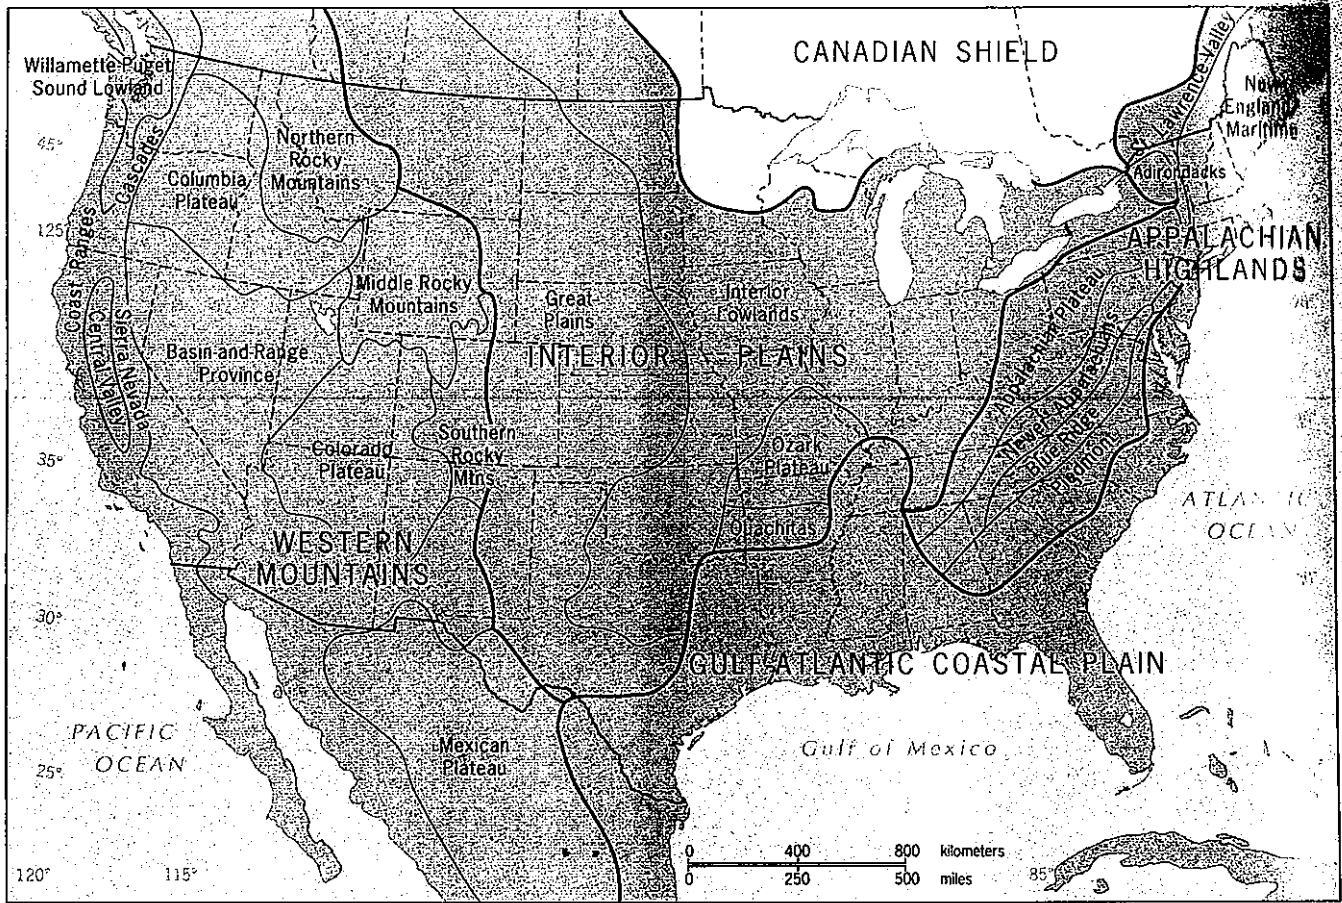 CANADIAN SHIELD
Willamette-Puget
Sound Lowland
St. Lawrence Valley
New
England
Maritime
45°
Cascades
Northern
Rocky
Mountains
Columbia
Plateau
Adirondacks
125°
Coast Ranges
APPALACHIAN
HIGHLANDS
Middle Rocky
Mountains
Great
Plains
Interior
Lowlands
Appalachian Plateau
Central Valley
Sierra Nevada
Basin and Range
Province
INTERIOR PLAINS
Newer Appalachians
Blue Ridge
Piedmont
Southern
Rocky
Mtns.
Colorado
Plateau
Ozark
Plateau
35°
ATLANTIC
OCEAN
Ouachitas
WESTERN
MOUNTAINS
30°
GULF-ATLANTIC COASTAL PLAIN
PACIFIC
OCEAN
Mexican
Plateau
Gulf of Mexico
25°
0 400 800 kilometers
0 250 500 miles
120°
115°
85°